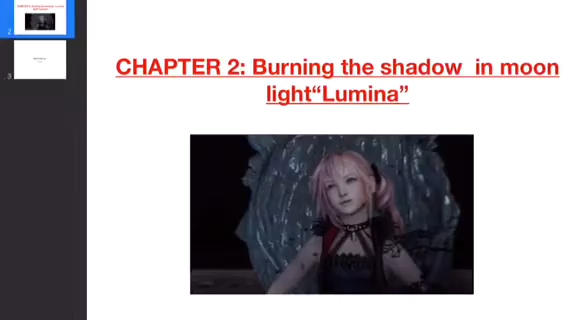 CHAPTER 2: Burning the shadow in moon
light“Lumina”